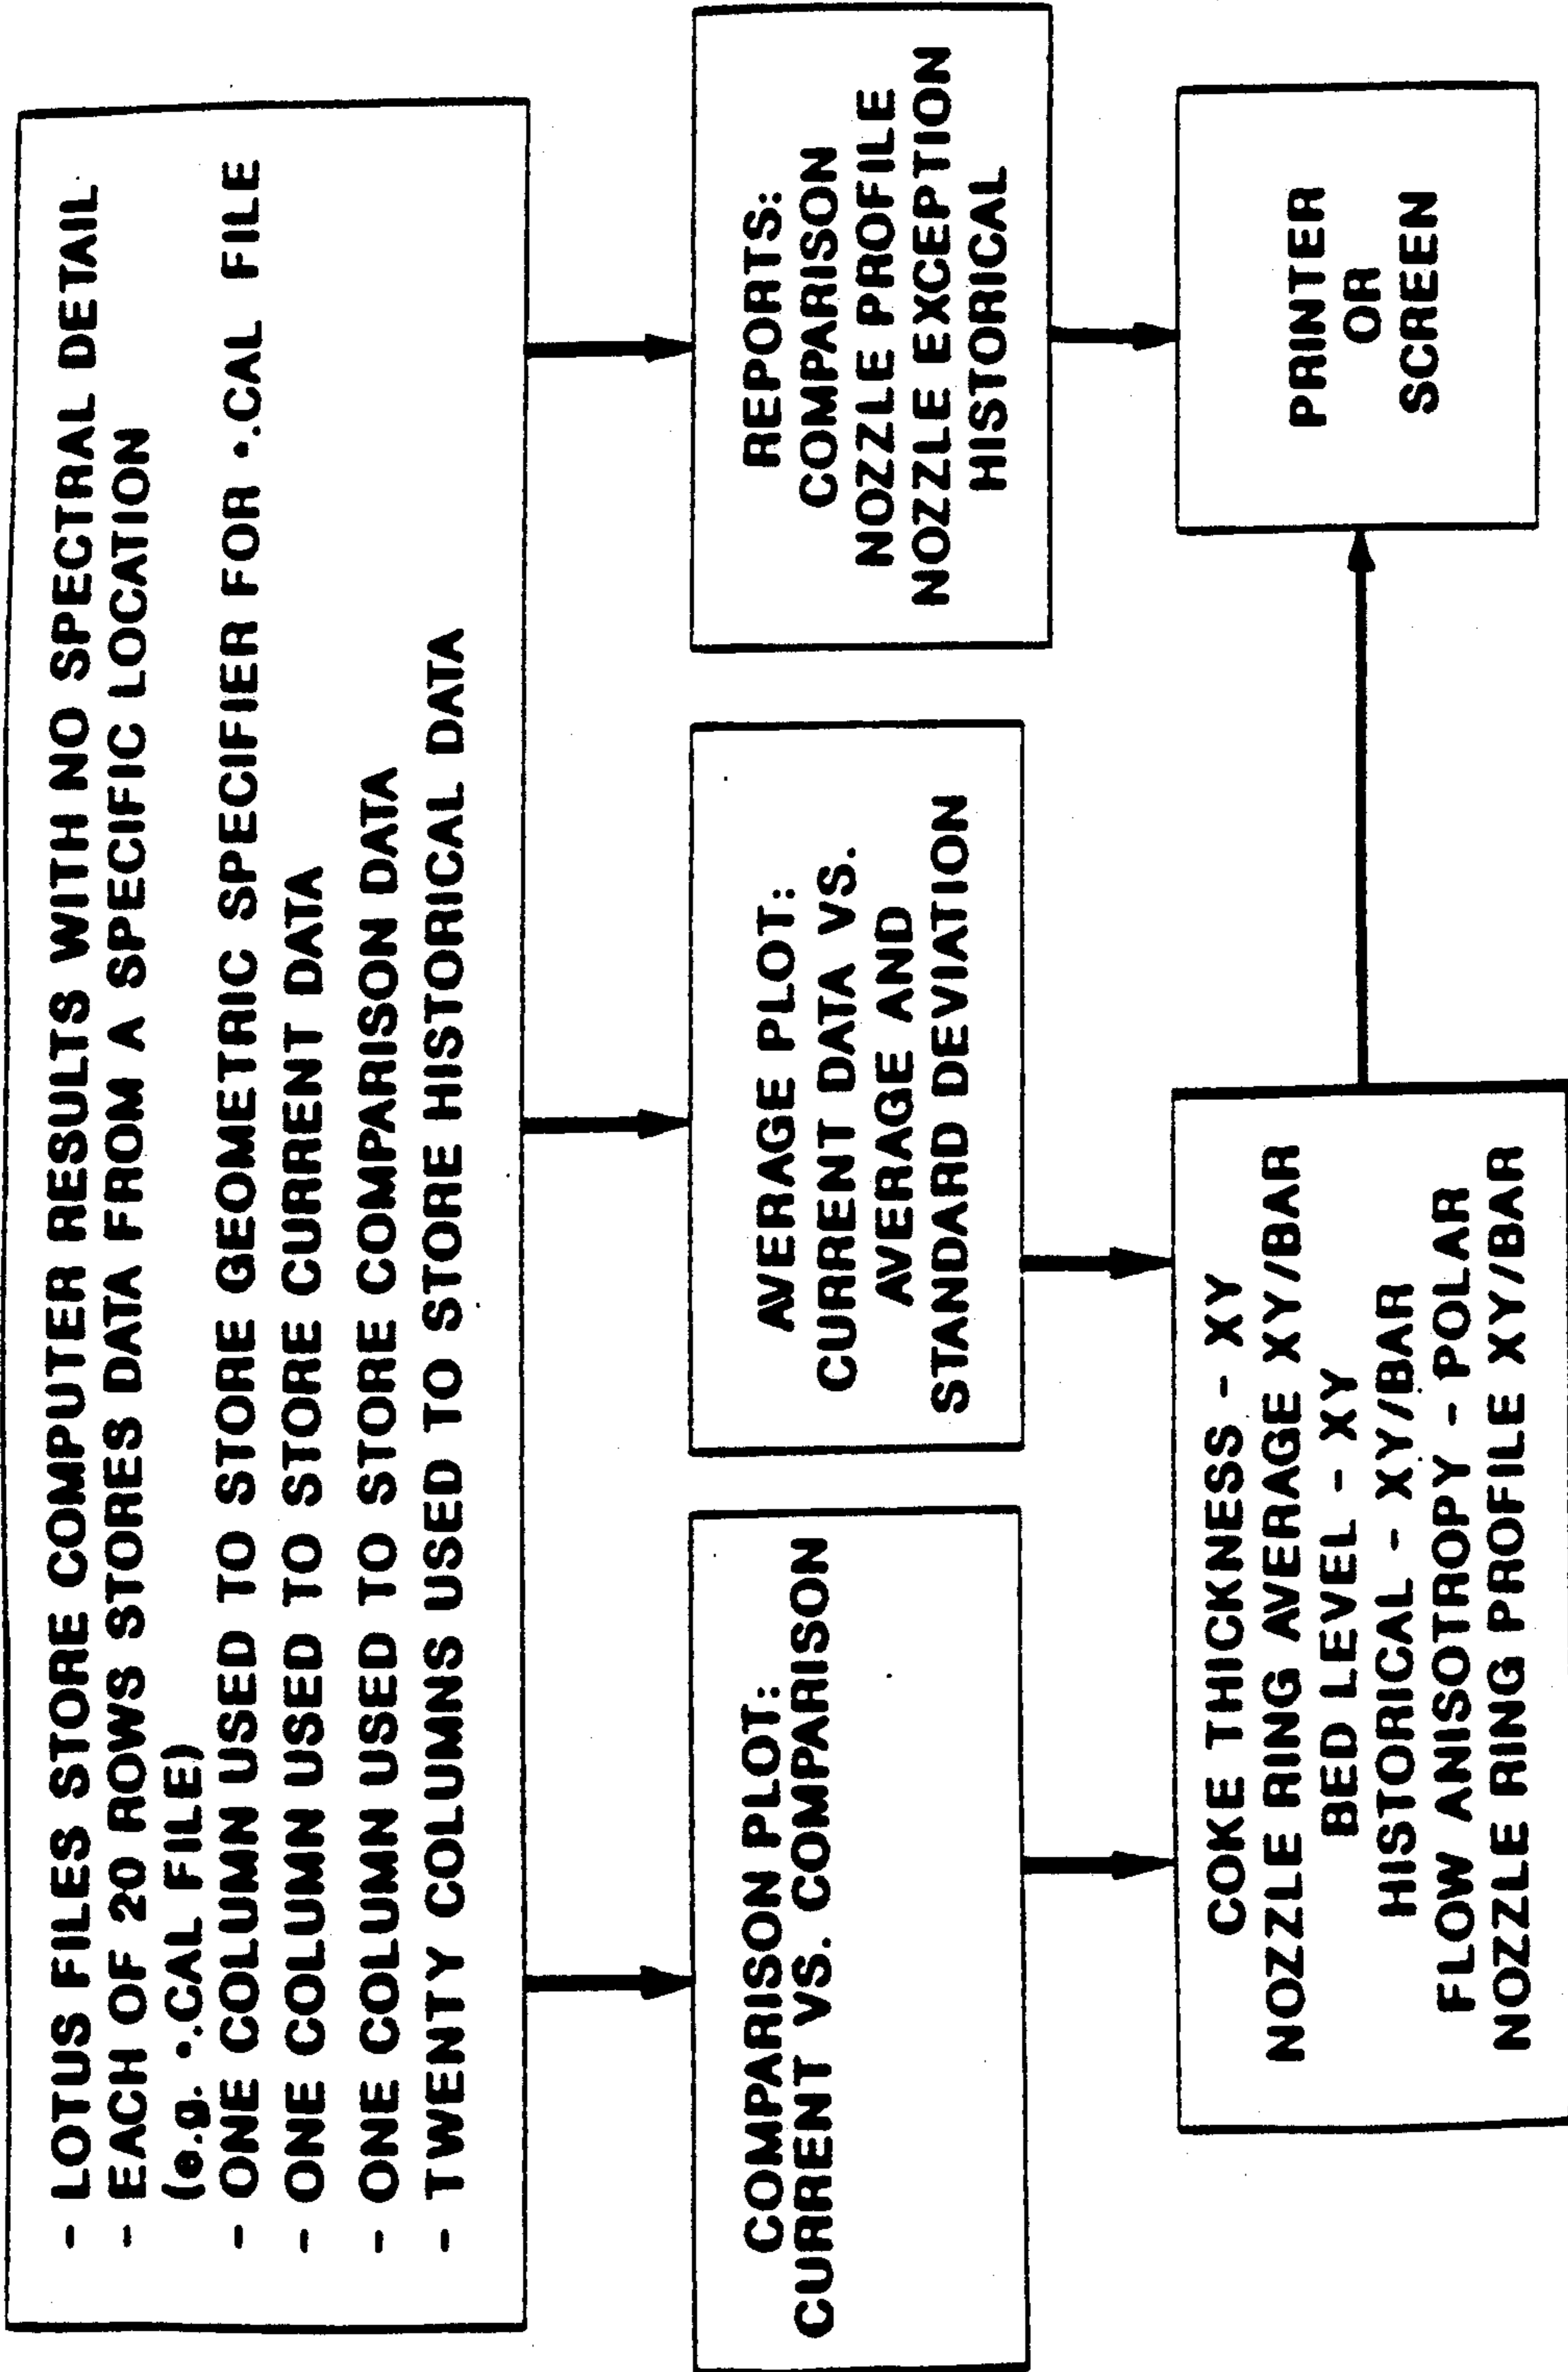 - LOTUS FILES STORE COMPUTER RESULTS WITH NO SPECTRAL DETAIL
- EACH OF 20 ROWS STORES DATA FROM A SPECIFIC LOCATION
(e.g. *.CAL FILE)
- ONE COLUMN USED TO STORE GEOMETRIC SPECIFIER FOR *.CAL FILE
- ONE COLUMN USED TO STORE CURRENT DATA
- ONE COLUMN USED TO STORE COMPARISON DATA
- TWENTY COLUMNS USED TO STORE HISTORICAL DATA
COMPARISON PLOT:
CURRENT VS. COMPARISON
AVERAGE PLOT:
CURRENT DATA VS.
AVERAGE AND
STANDARD DEVIATION
REPORTS:
COMPARISON
NOZZLE PROFILE
NOZZLE EXCEPTION
HISTORICAL
COKE THICKNESS - XY
NOZZLE RING AVERAGE XY/BAR
BED LEVEL - XY
HISTORICAL - XY/BAR
FLOW ANISOTROPY - POLAR
NOZZLE RING PROFILE XY/BAR
PRINTER
OR
SCREEN